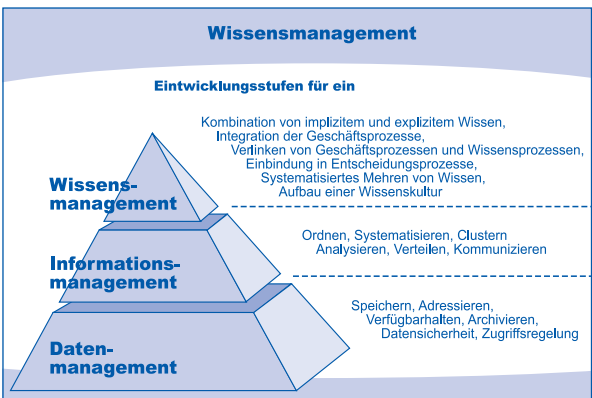 Wissensmanagement
Eintwicklungsstufen für ein
Kombination von implizitem und explizitem Wissen,
Integration der Geschäftsprozesse,
Verlinken von Geschäftsprozessen und Wissensprozessen,
Einbindung in Entscheidungsprozesse,
Systematisiertes Mehren von Wissen,
Aufbau einer Wissenskultur
Wissens-
management
Ordnen, Systematisieren, Clustern
Analysieren, Verteilen, Kommunizieren
Informations-
management
Speichern, Adressieren,
Verfügbarhalten, Archivieren,
Datensicherheit, Zugriffsregelung
Daten-
management